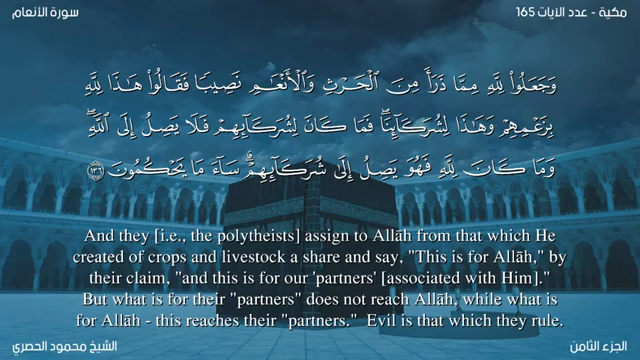 مكية - عدد الآيات 165
سورة الأنعام
وَجَعَلُوا۟ لِلَّهِ مِمَّا ذَرَأَ مِنَ ٱلْحَرْثِ وَٱلْأَنْعَٰمِ نَصِيبًا فَقَالُوا۟ هَٰذَا لِلَّهِ
بِزَعْمِهِمْ وَهَٰذَا لِشُرَكَآئِنَا ۖ فَمَا كَانَ لِشُرَكَآئِهِمْ فَلَا يَصِلُ إِلَى ٱللَّهِ ۖ
وَمَا كَانَ لِلَّهِ فَهُوَ يَصِلُ إِلَىٰ شُرَكَآئِهِمْ ۗ سَآءَ مَا يَحْكُمُونَ ١٣٦
And they [i.e., the polytheists] assign to Allāh from that which He
created of crops and livestock a share and say, "This is for Allāh," by
their claim, "and this is for our 'partners' [associated with Him]."
But what is for their "partners" does not reach Allāh, while what is
for Allāh - this reaches their "partners." Evil is that which they rule.
الجزء الثامن
الشيخ محمود الحصري